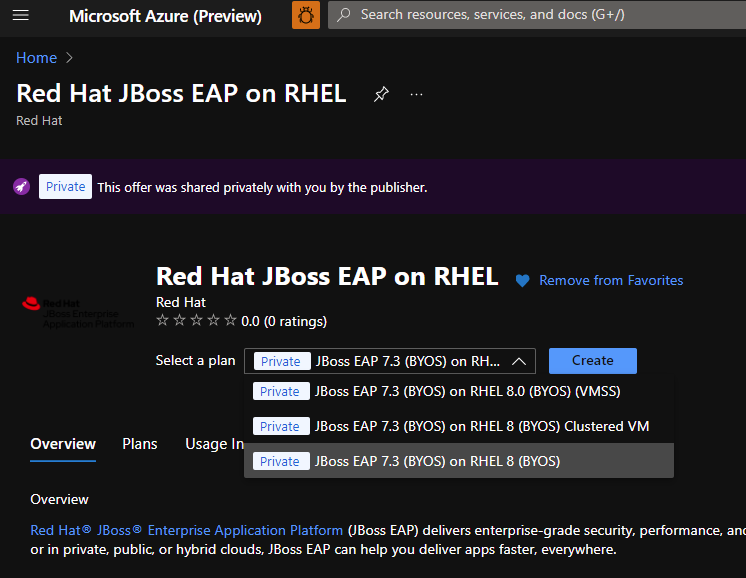 Microsoft Azure (Preview)
Search resources, services, and docs (G+/)
Home
Red Hat JBoss EAP on RHEL
Red Hat
Private This offer was shared privately with you by the publisher.
Red Hat
JBoss Enterprise
Application Platform
Red Hat JBoss EAP on RHEL
Remove from Favorites
Red Hat
0.0 (0 ratings)
Select a plan
Private JBoss EAP 7.3 (BYOS) on RH...
Create
Private JBoss EAP 7.3 (BYOS) on RHEL 8.0 (BYOS) (VMSS)
Private JBoss EAP 7.3 (BYOS) on RHEL 8 (BYOS) Clustered VM
Private JBoss EAP 7.3 (BYOS) on RHEL 8 (BYOS)
Overview Plans Usage In
Overview
Red Hat® JBoss® Enterprise Application Platform (JBoss EAP) delivers enterprise-grade security, performance, and
or in private, public, or hybrid clouds, JBoss EAP can help you deliver apps faster, everywhere.